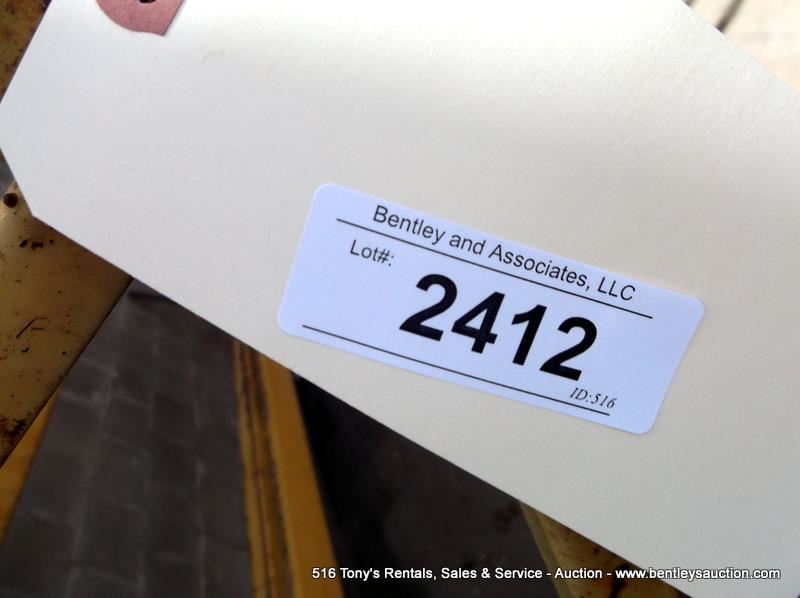 Bentley and Associates, LLC
Lot#:
2412
ID:516
516 Tony's Rentals, Sales & Service - Auction - www.bentleysauction.com